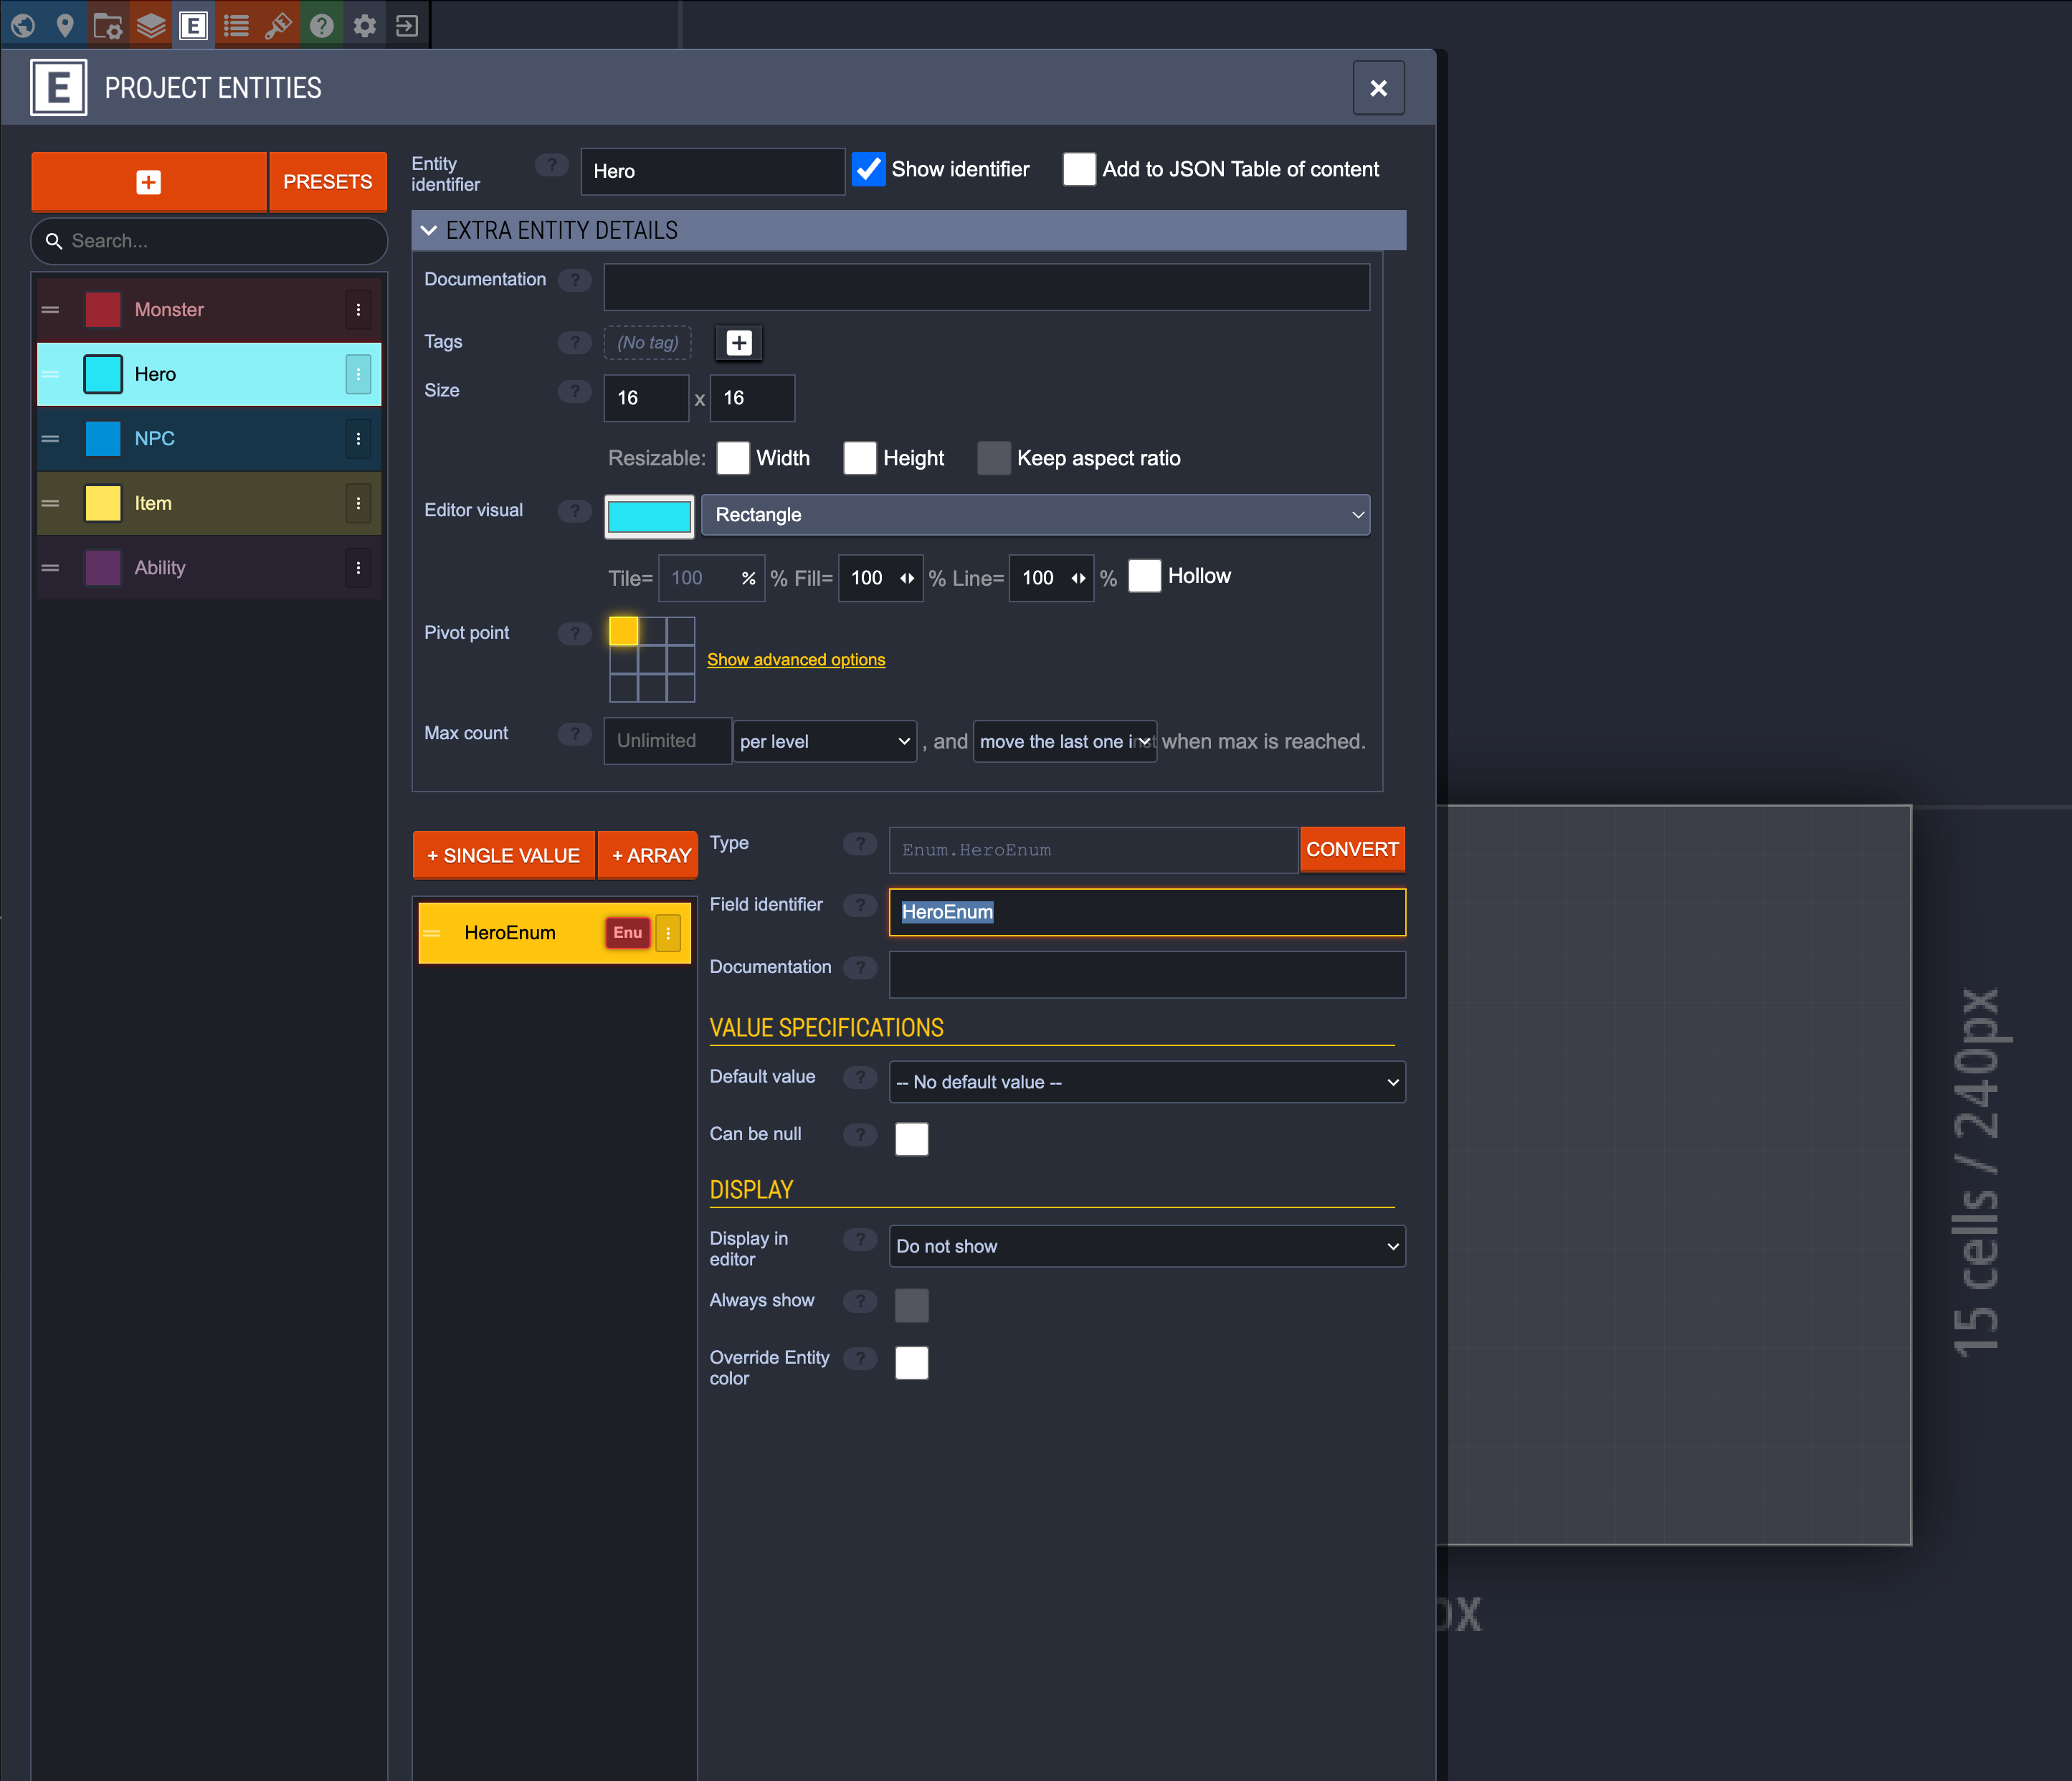 E
PROJECT ENTITIES
PRESETS
Search...
Monster
Hero
NPC
Item
Ability
Entity identifier ? Hero Show identifier Add to JSON Table of content
EXTRA ENTITY DETAILS
Documentation ?
Tags ? (No tag)
Size ? 16 x 16
Resizable: Width Height Keep aspect ratio
Editor visual ? Rectangle
Tile= 100 % % Fill= 100 % Line= 100 % Hollow
Pivot point ? Show advanced options
Max count ? Unlimited per level , and move the last one inst when max is reached.
+ SINGLE VALUE + ARRAY
HeroEnum Enu
Type ? Enum.HeroEnum CONVERT
Field identifier ? HeroEnum
Documentation ?
VALUE SPECIFICATIONS
Default value ? -- No default value --
Can be null ?
DISPLAY
Display in editor ? Do not show
Always show ?
Override Entity color ?
15 cells / 240px
px